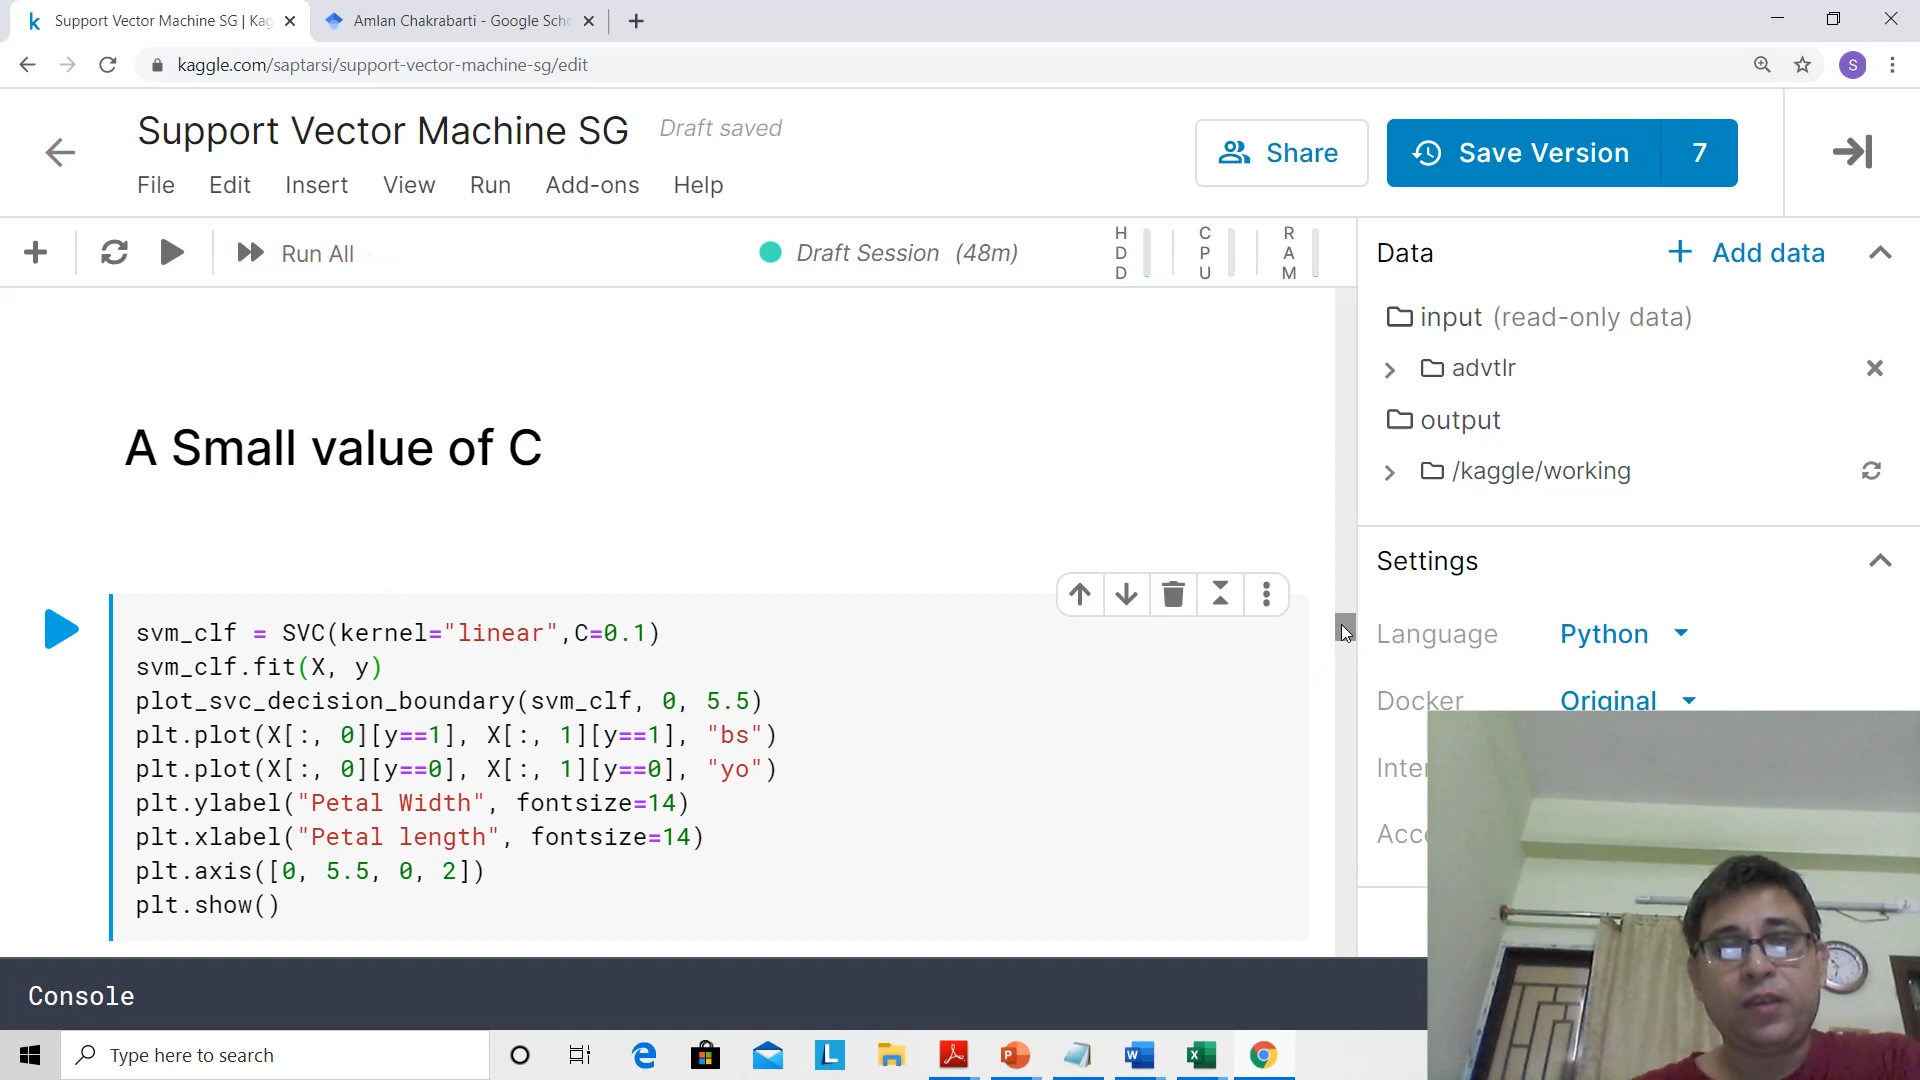 Support Vector Machine SG | Kag
Amlan Chakrabarti - Google Scho
kaggle.com/saptarsi/support-vector-machine-sg/edit
S
Support Vector Machine SG
Draft saved
File Edit Insert View Run Add-ons Help
Share
Save Version 7
Run All
Draft Session (48m)
HDD
CPU
RAM
Data
Add data
input (read-only data)
advtlr
output
/kaggle/working
Settings
Language Python
Docker Original
Inter
Acce
A Small value of C
svm_clf = SVC(kernel="linear",C=0.1)
svm_clf.fit(X, y)
plot_svc_decision_boundary(svm_clf, 0, 5.5)
plt.plot(X[:, 0][y==1], X[:, 1][y==1], "bs")
plt.plot(X[:, 0][y==0], X[:, 1][y==0], "yo")
plt.ylabel("Petal Width", fontsize=14)
plt.xlabel("Petal length", fontsize=14)
plt.axis([0, 5.5, 0, 2])
plt.show()
Console
Type here to search